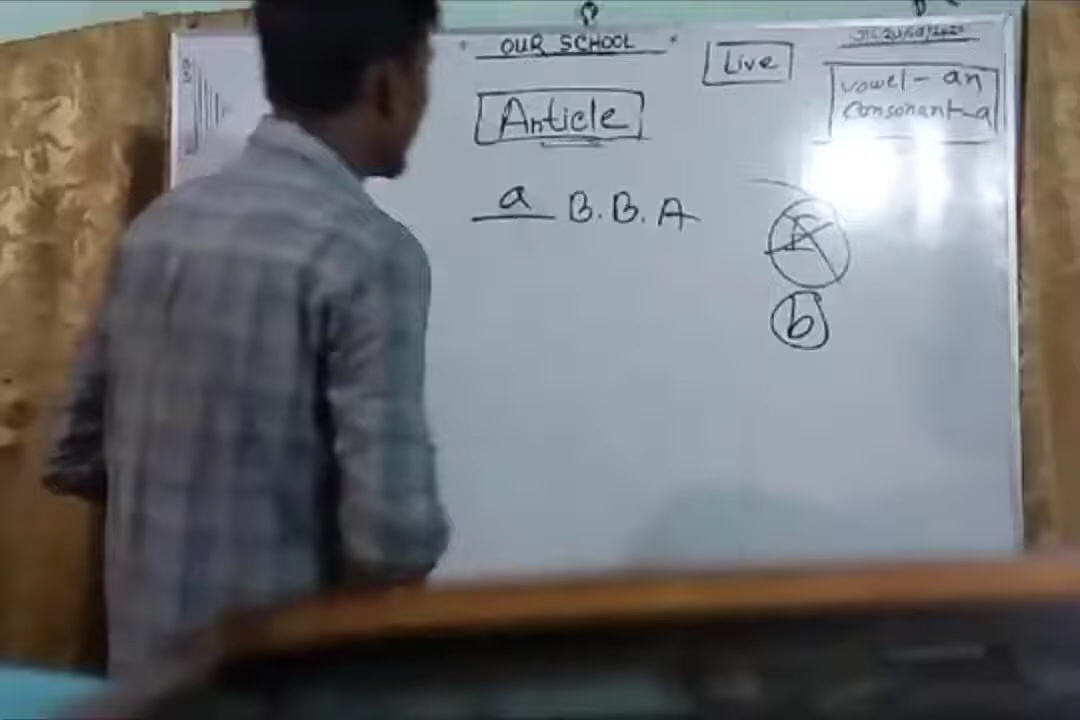 OUR SCHOOL
Live
vowel - an
consonant - a
Article
a B.B.A
b